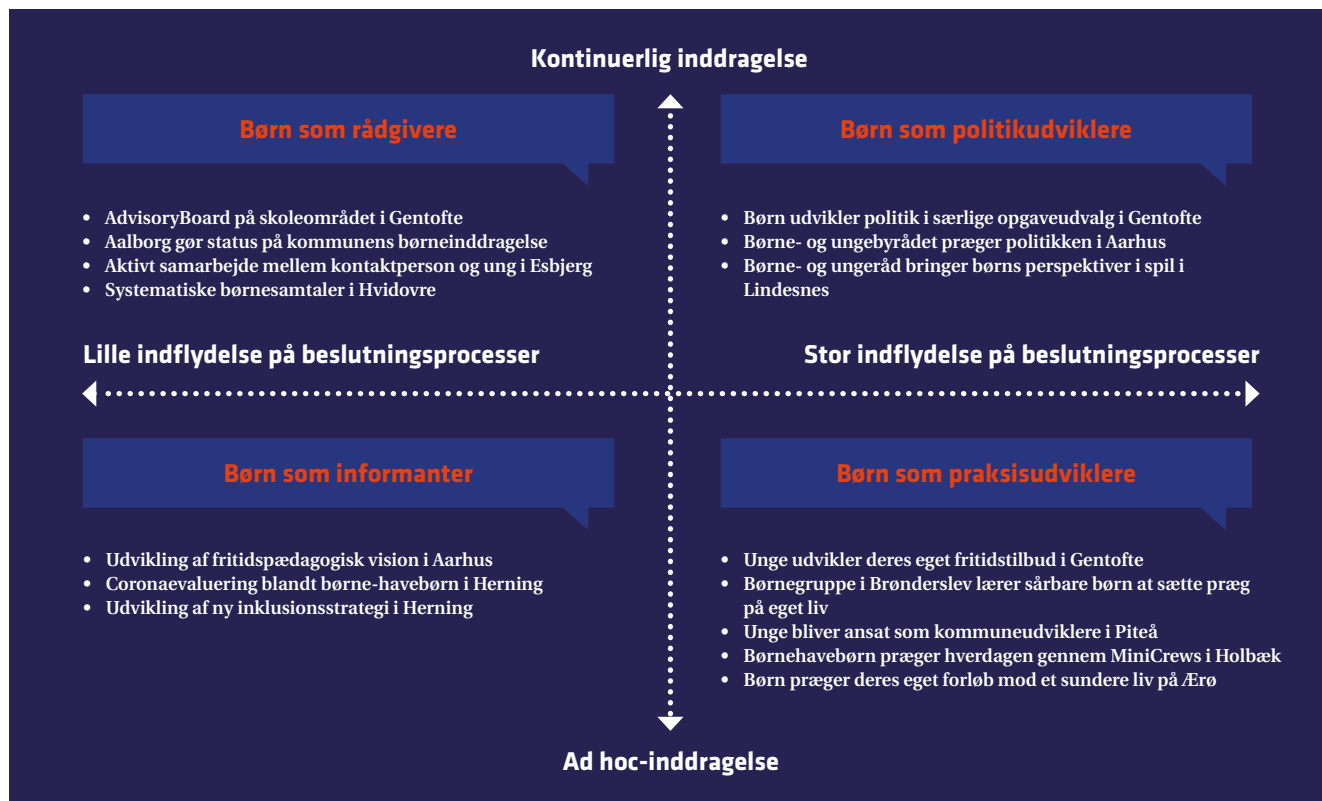 Kontinuerlig inddragelse
Børn som rådgivere
• AdvisoryBoard på skoleområdet i Gentofte
• Aalborg gør status på kommunens børneinddragelse
• Aktivt samarbejde mellem kontaktperson og ung i Esbjerg
• Systematiske børnesamtaler i Hvidovre
Børn som politikudviklere
• Børn udvikler politik i særlige opgaveudvalg i Gentofte
• Børne- og ungebyrådet præger politikken i Aarhus
• Børne- og ungeråd bringer børns perspektiver i spil i
Lindesnes
Lille indflydelse på beslutningsprocesser
Stor indflydelse på beslutningsprocesser
Børn som informanter
• Udvikling af fritidspædagogisk vision i Aarhus
• Coronaevaluering blandt børne-havebørn i Herning
• Udvikling af ny inklusionsstrategi i Herning
Børn som praksisudviklere
• Unge udvikler deres eget fritidstilbud i Gentofte
• Børnegruppe i Brønderslev lærer sårbare børn at sætte præg
på eget liv
• Unge bliver ansat som kommuneudviklere i Piteå
• Børnehavebørn præger hverdagen gennem MiniCrews i Holbæk
• Børn præger deres eget forløb mod et sundere liv på Ærø
Ad hoc-inddragelse